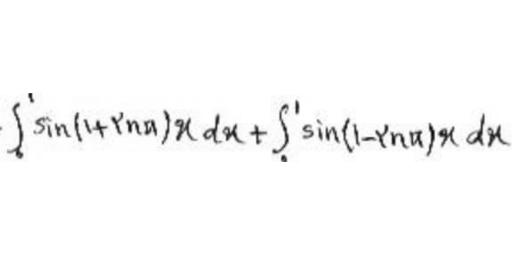 ∫₀¹ sin(1+2nπ)x dx + ∫₀¹ sin(1-2nπ)x dx